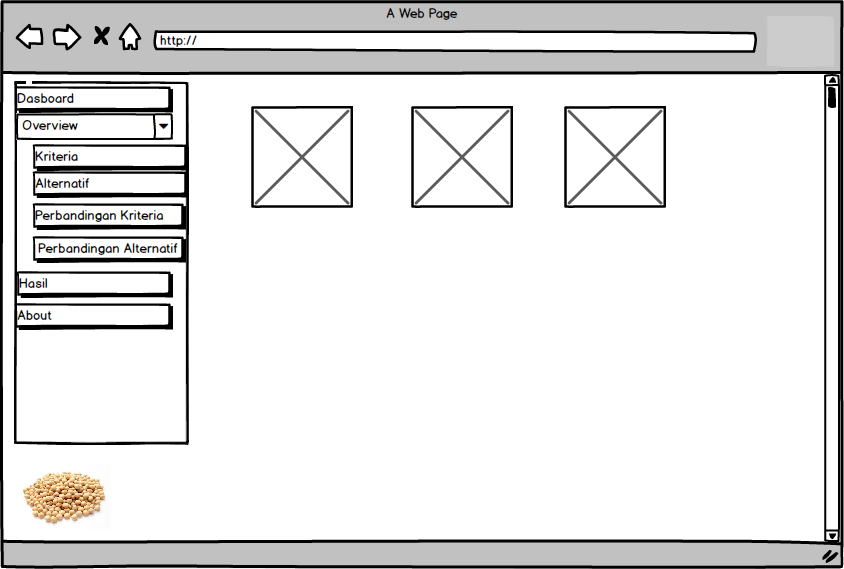 A Web Page
http://
Dasboard
Overview
Kriteria
Alternatif
Perbandingan Kriteria
Perbandingan Alternatif
Hasil
About